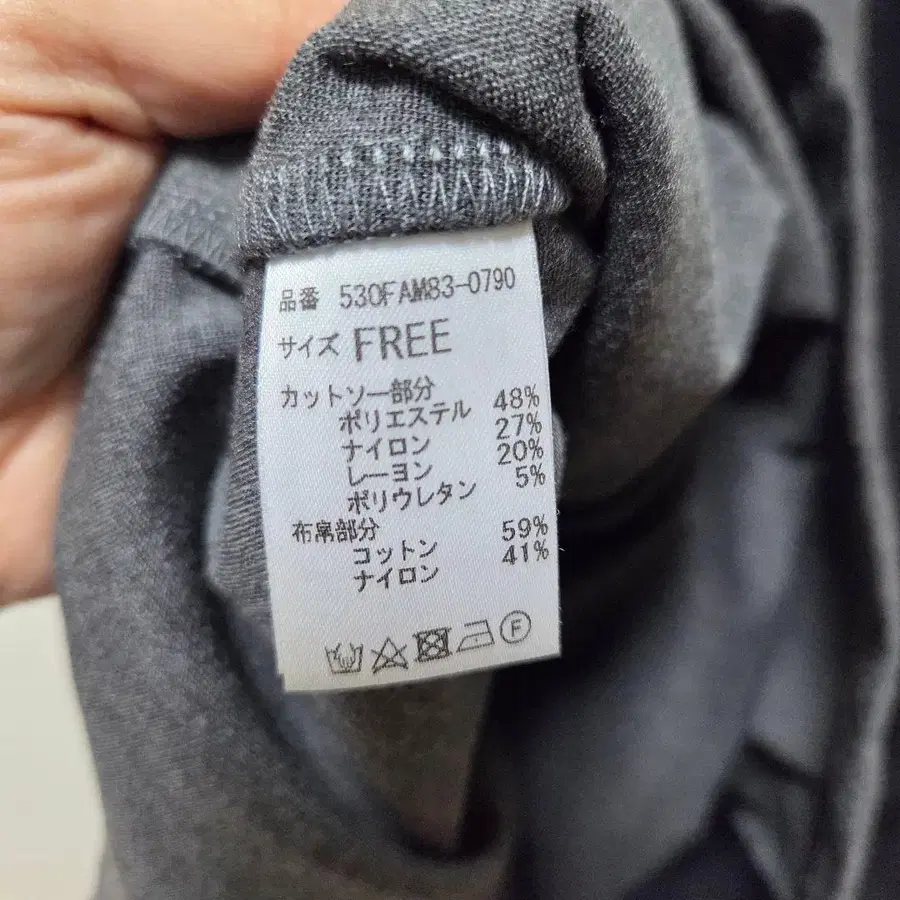 品番 530FAM83-0790
サイズ FREE
カットソー部分
ポリエステル 48%
ナイロン 27%
レーヨン 20%
ポリウレタン 5%
布帛部分
コットン 59%
ナイロン 41%
F